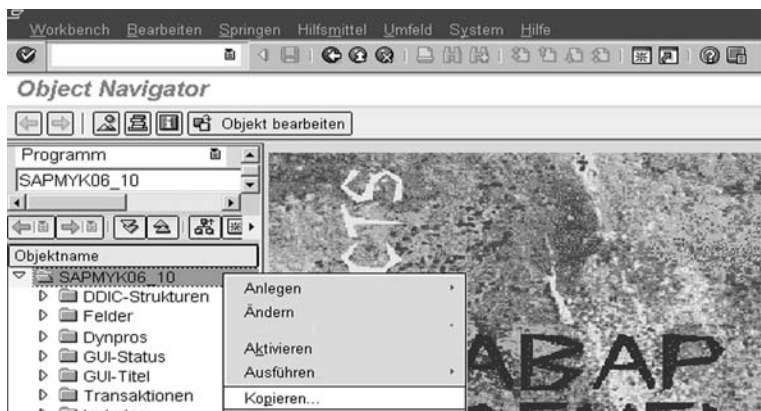 Workbench Bearbeiten Springen Hilfsmittel Umfeld System Hilfe
Object Navigator
Objekt bearbeiten
Programm
SAPMYK06_10
Objektname
SAPMYK06_10
DDIC-Strukturen
Felder
Dynpros
GUI-Status
GUI-Titel
Transaktionen
Anlegen
Ändern
Aktivieren
Ausführen
Kopieren...
ABAP